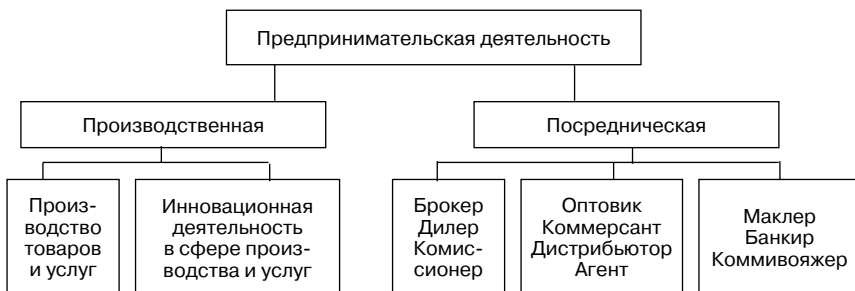 Предпринимательская деятельность
Производственная
Посредническая
Произ-
водство
товаров
и услуг
Инновационная
деятельность
в сфере произ-
водства и услуг
Брокер
Дилер
Комис-
сионер
Оптовик
Коммерсант
Дистрибьютор
Агент
Маклер
Банкир
Коммивояжер